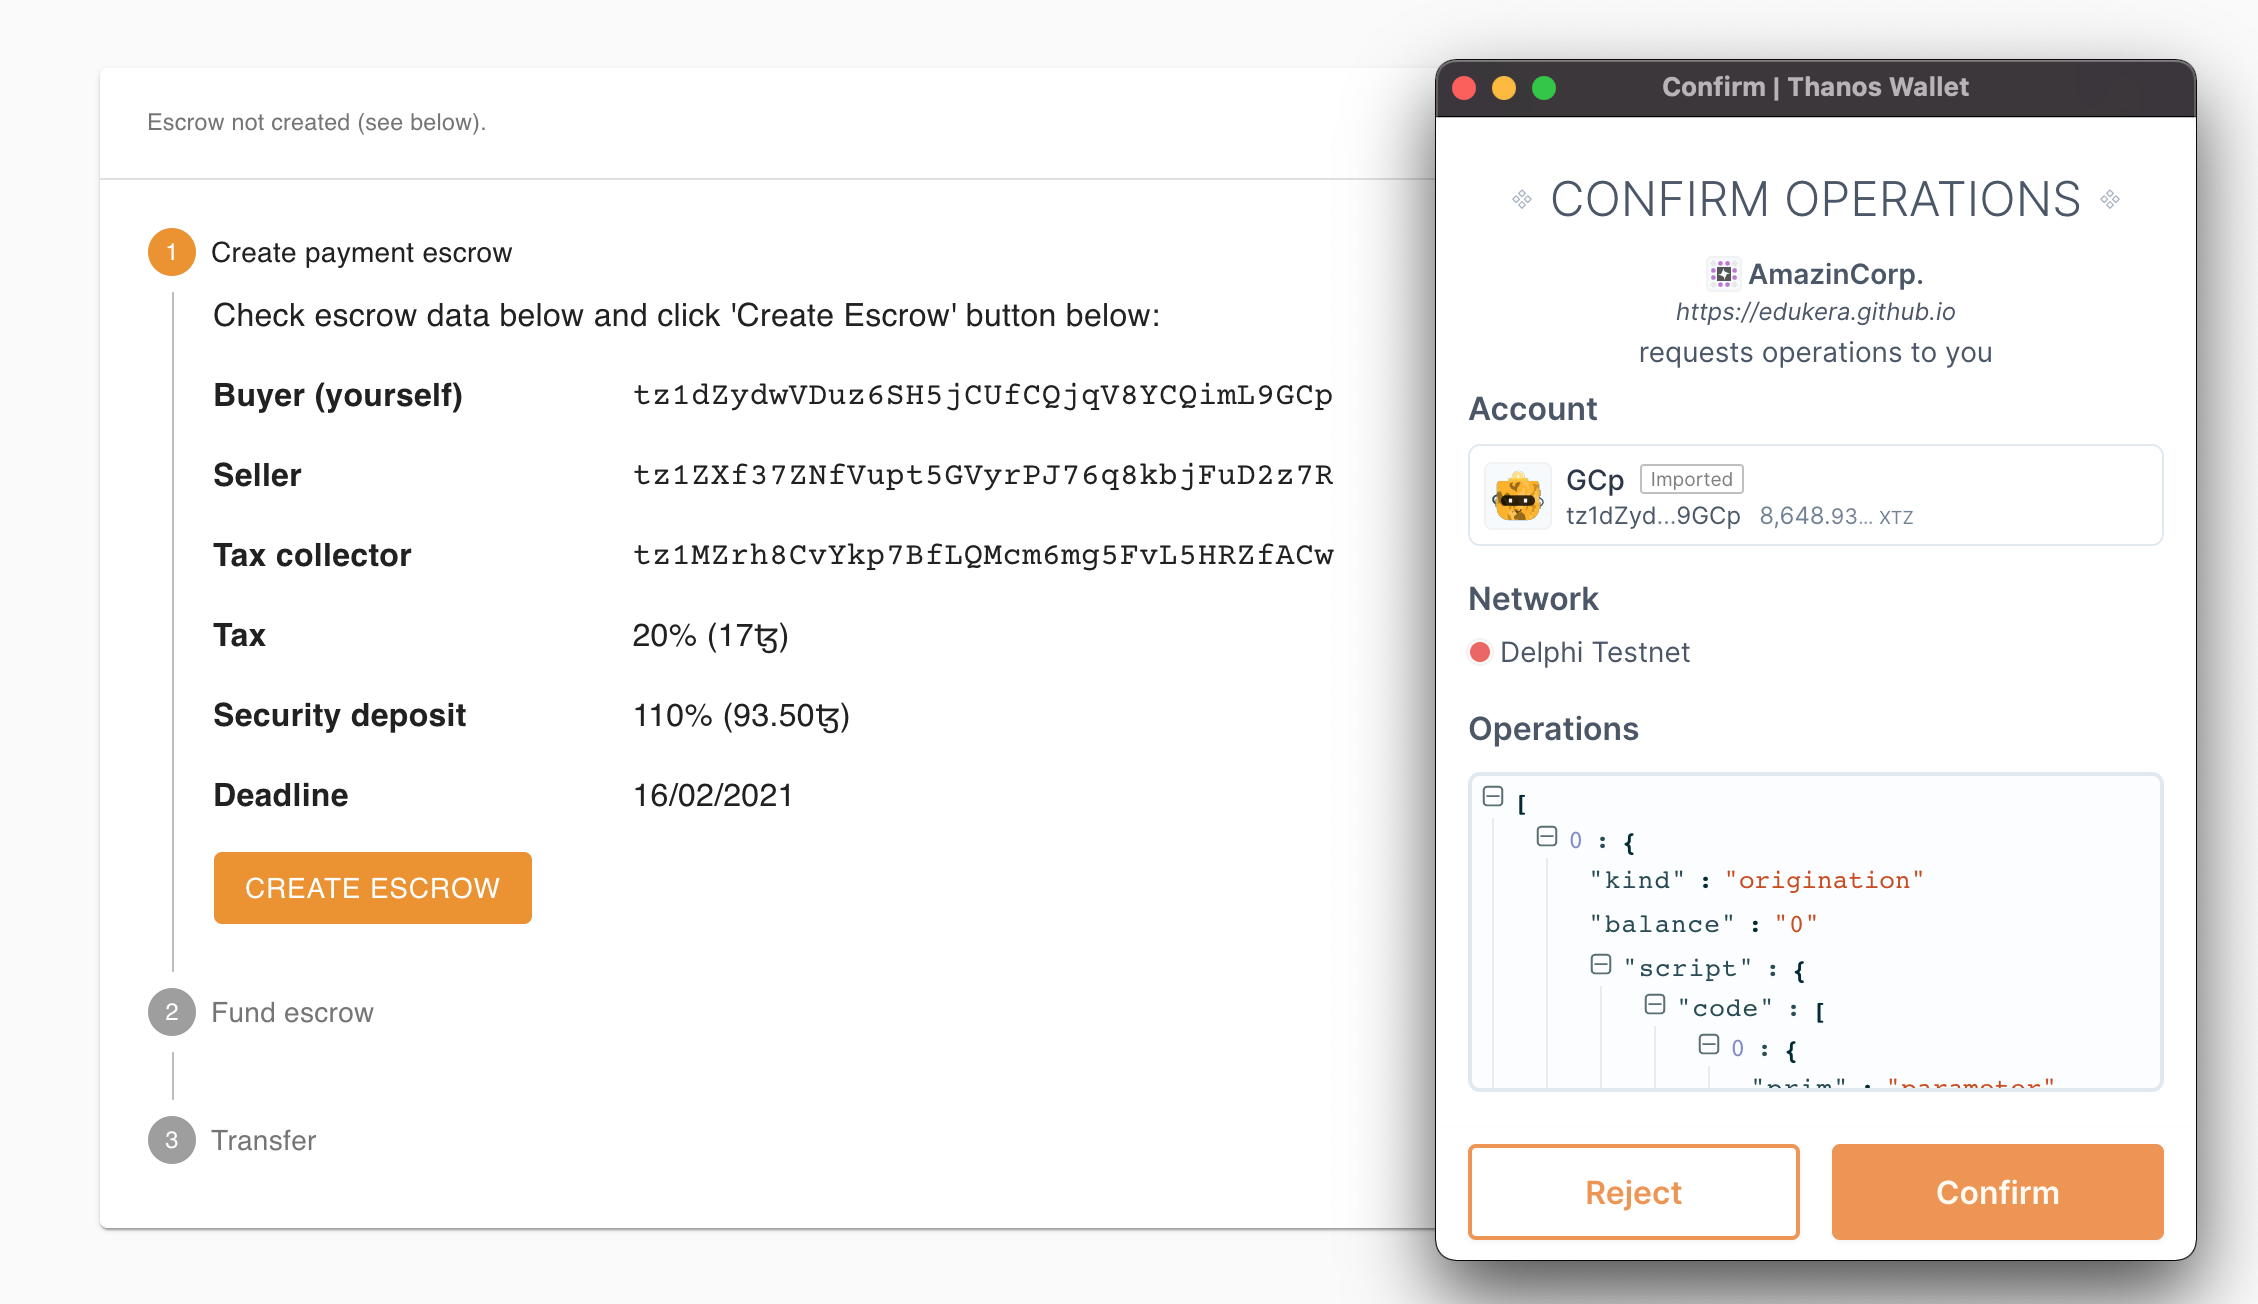 Escrow not created (see below).
1 Create payment escrow
Check escrow data below and click 'Create Escrow' button below:
Buyer (yourself) tz1dZydwVDuz6SH5jCUfCQjqV8YCQimL9GCp
Seller tz1ZXf37ZNfVupt5GVyrPJ76q8kbjFuD2z7R
Tax collector tz1MZrh8CvYkp7BfLQMcm6mg5FvL5HRZfACw
Tax 20% (17ꜩ)
Security deposit 110% (93.50ꜩ)
Deadline 16/02/2021
CREATE ESCROW
2 Fund escrow
3 Transfer
Confirm | Thanos Wallet
CONFIRM OPERATIONS
AmazinCorp.
https://edukera.github.io
requests operations to you
Account
GCp Imported
tz1dZyd...9GCp 8,648.93... XTZ
Network
Delphi Testnet
Operations
[
0 : {
"kind" : "origination"
"balance" : "0"
"script" : {
"code" : [
0 : {
"prim" : "parameter"
Reject Confirm